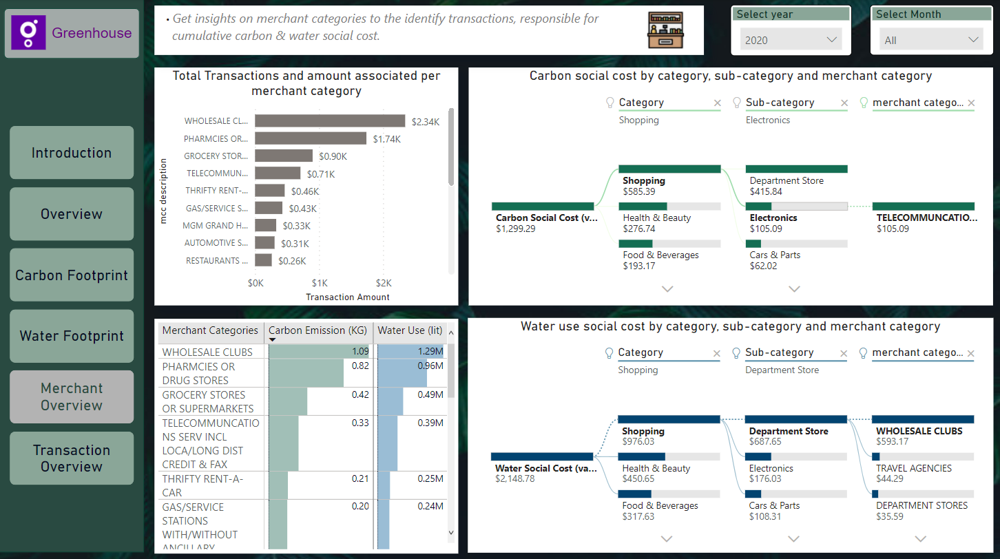 Greenhouse
Introduction
Overview
Carbon Footprint
Water Footprint
Merchant
Overview
Transaction
Overview
• Get insights on merchant categories to the identify transactions, responsible for
cumulative carbon & water social cost.
Select year
2020
Select Month
All
Total Transactions and amount associated per
merchant category
mcc description
WHOLESALE CL... $2.34K
PHARMCIES OR... $1.74K
GROCERY STOR... $0.90K
TELECOMMUN... $0.71K
THRIFTY RENT-... $0.46K
GAS/SERVICE S... $0.43K
MGM GRAND H... $0.33K
AUTOMOTIVE S... $0.31K
RESTAURANTS ... $0.26K
$0K $1K $2K
Transaction Amount
Carbon social cost by category, sub-category and merchant category
Category Sub-category merchant catego...
Shopping Electronics
Carbon Social Cost (v...
$1,299.29
Shopping
$585.39
Health & Beauty
$276.74
Food & Beverages
$193.17
Department Store
$415.84
Electronics
$105.09
Cars & Parts
$62.02
TELECOMMUNCATIO...
$105.09
Merchant Categories Carbon Emission (KG) Water Use (lit)
WHOLESALE CLUBS 1.09 1.29M
PHARMCIES OR 0.82 0.96M
DRUG STORES
GROCERY STORES 0.42 0.49M
OR SUPERMARKETS
TELECOMMUNCATIO 0.33 0.39M
NS SERV INCL
LOCA/LONG DIST
CREDIT & FAX
THRIFTY RENT-A- 0.21 0.25M
CAR
GAS/SERVICE 0.20 0.24M
STATIONS
WITH/WITHOUT
ANCILLARY
Water use social cost by category, sub-category and merchant category
Category Sub-category merchant catego...
Shopping Department Store
Water Social Cost (va...
$2,148.78
Shopping
$976.03
Health & Beauty
$450.65
Food & Beverages
$317.63
Department Store
$687.65
Electronics
$176.03
Cars & Parts
$108.31
WHOLESALE CLUBS
$593.17
TRAVEL AGENCIES
$44.29
DEPARTMENT STORES
$35.59